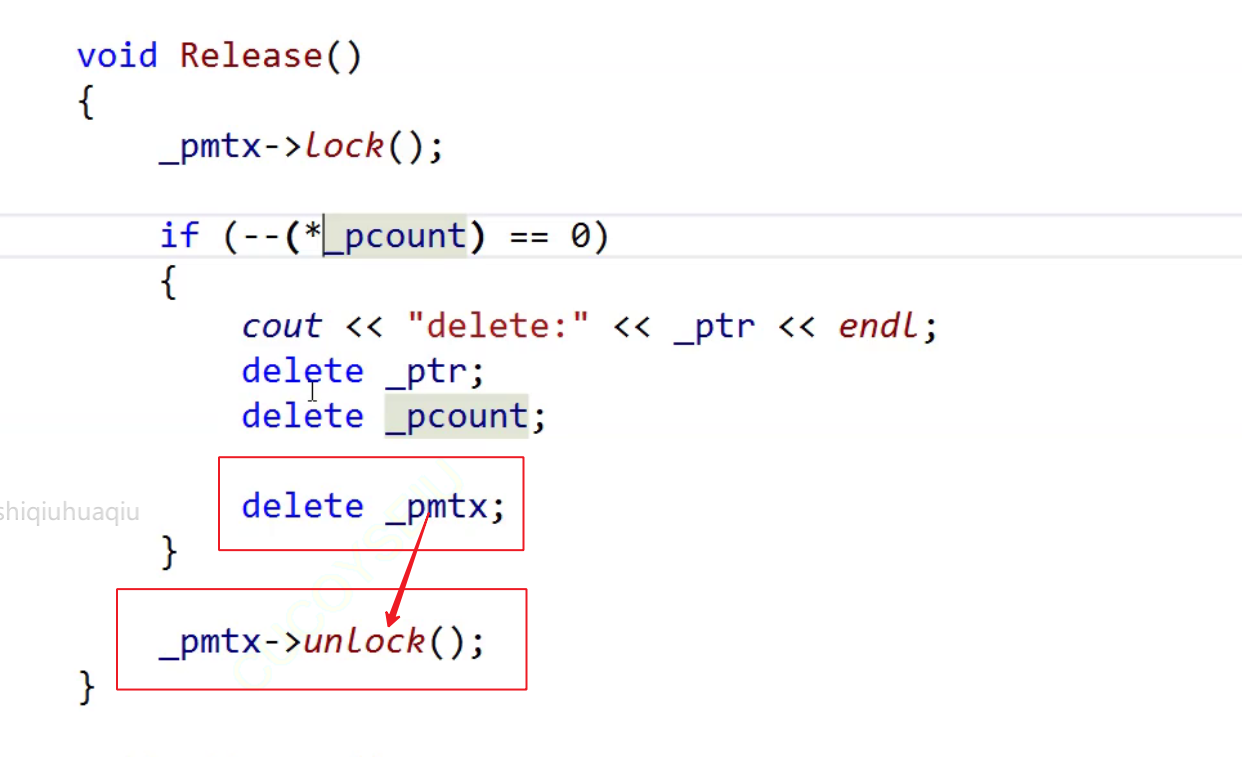 void Release()
{
    _pmtx->lock();
    if (--(*_pcount) == 0)
    {
        cout << "delete:" << _ptr << endl;
        delete _ptr;
        delete _pcount;
        delete _pmtx;
shiqiuhuaqiu
    }
    _pmtx->unlock();
}